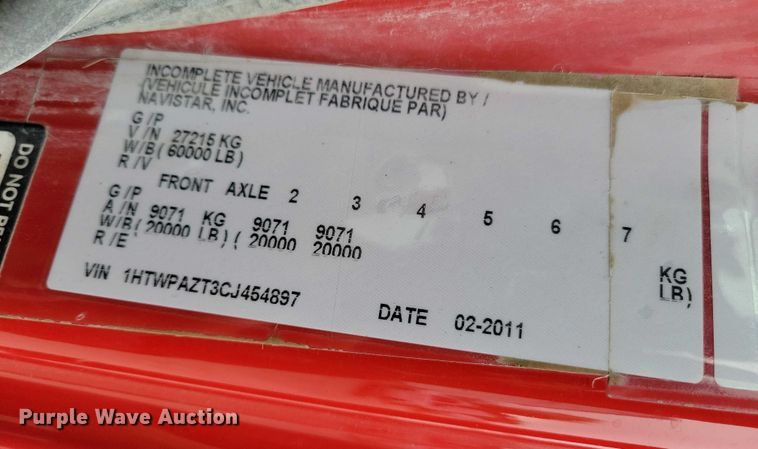 INCOMPLETE VEHICLE MANUFACTURED BY /
(VEHICULE INCOMPLET FABRIQUE PAR)
NAVISTAR, INC.
G / P
V / N 27215 KG
W/B( 60000 LB)
R / V
FRONT AXLE 2 3 4 5 6 7
G / P
A / N 9071 KG 9071 9071 KG
W/B( 20000 LB) ( 20000 20000 LB)
R / E
VIN 1HTWPAZT3CJ454897
DATE 02-2011
DO NOT
Purple Wave Auction